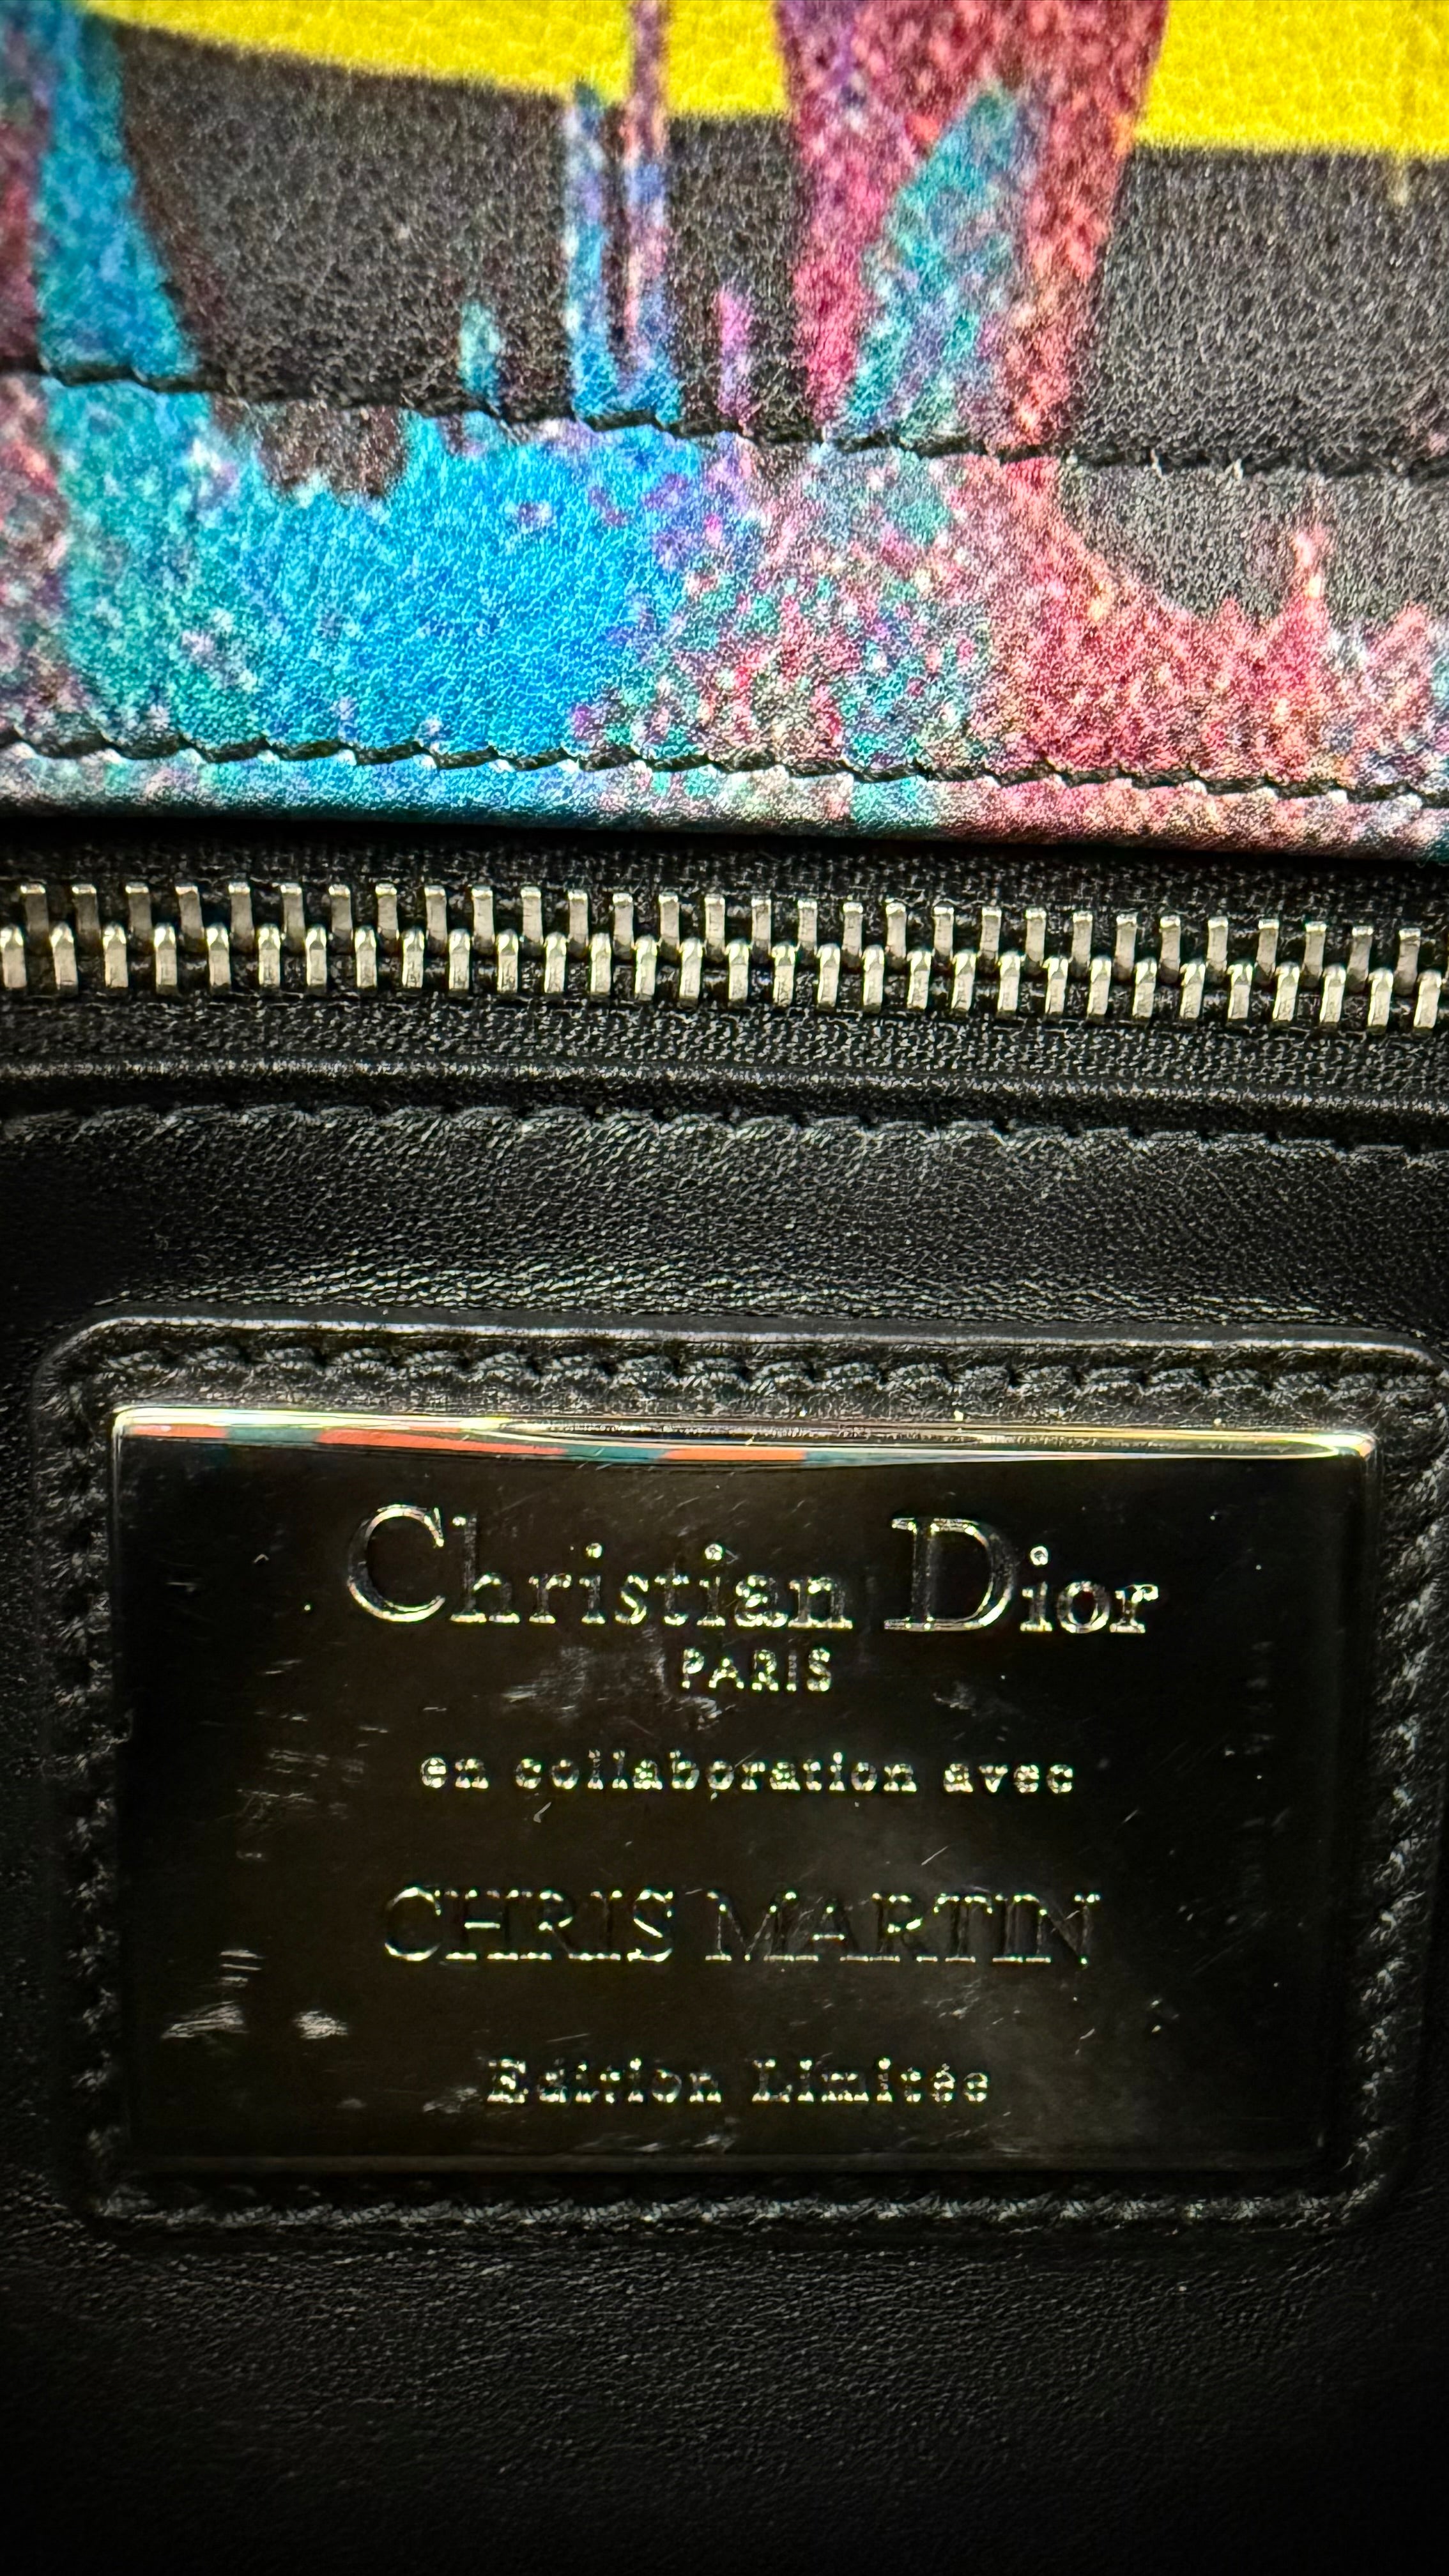 Christian Dior
PARIS
en collaboration avec
CHRIS MARTIN
Edition Limitée